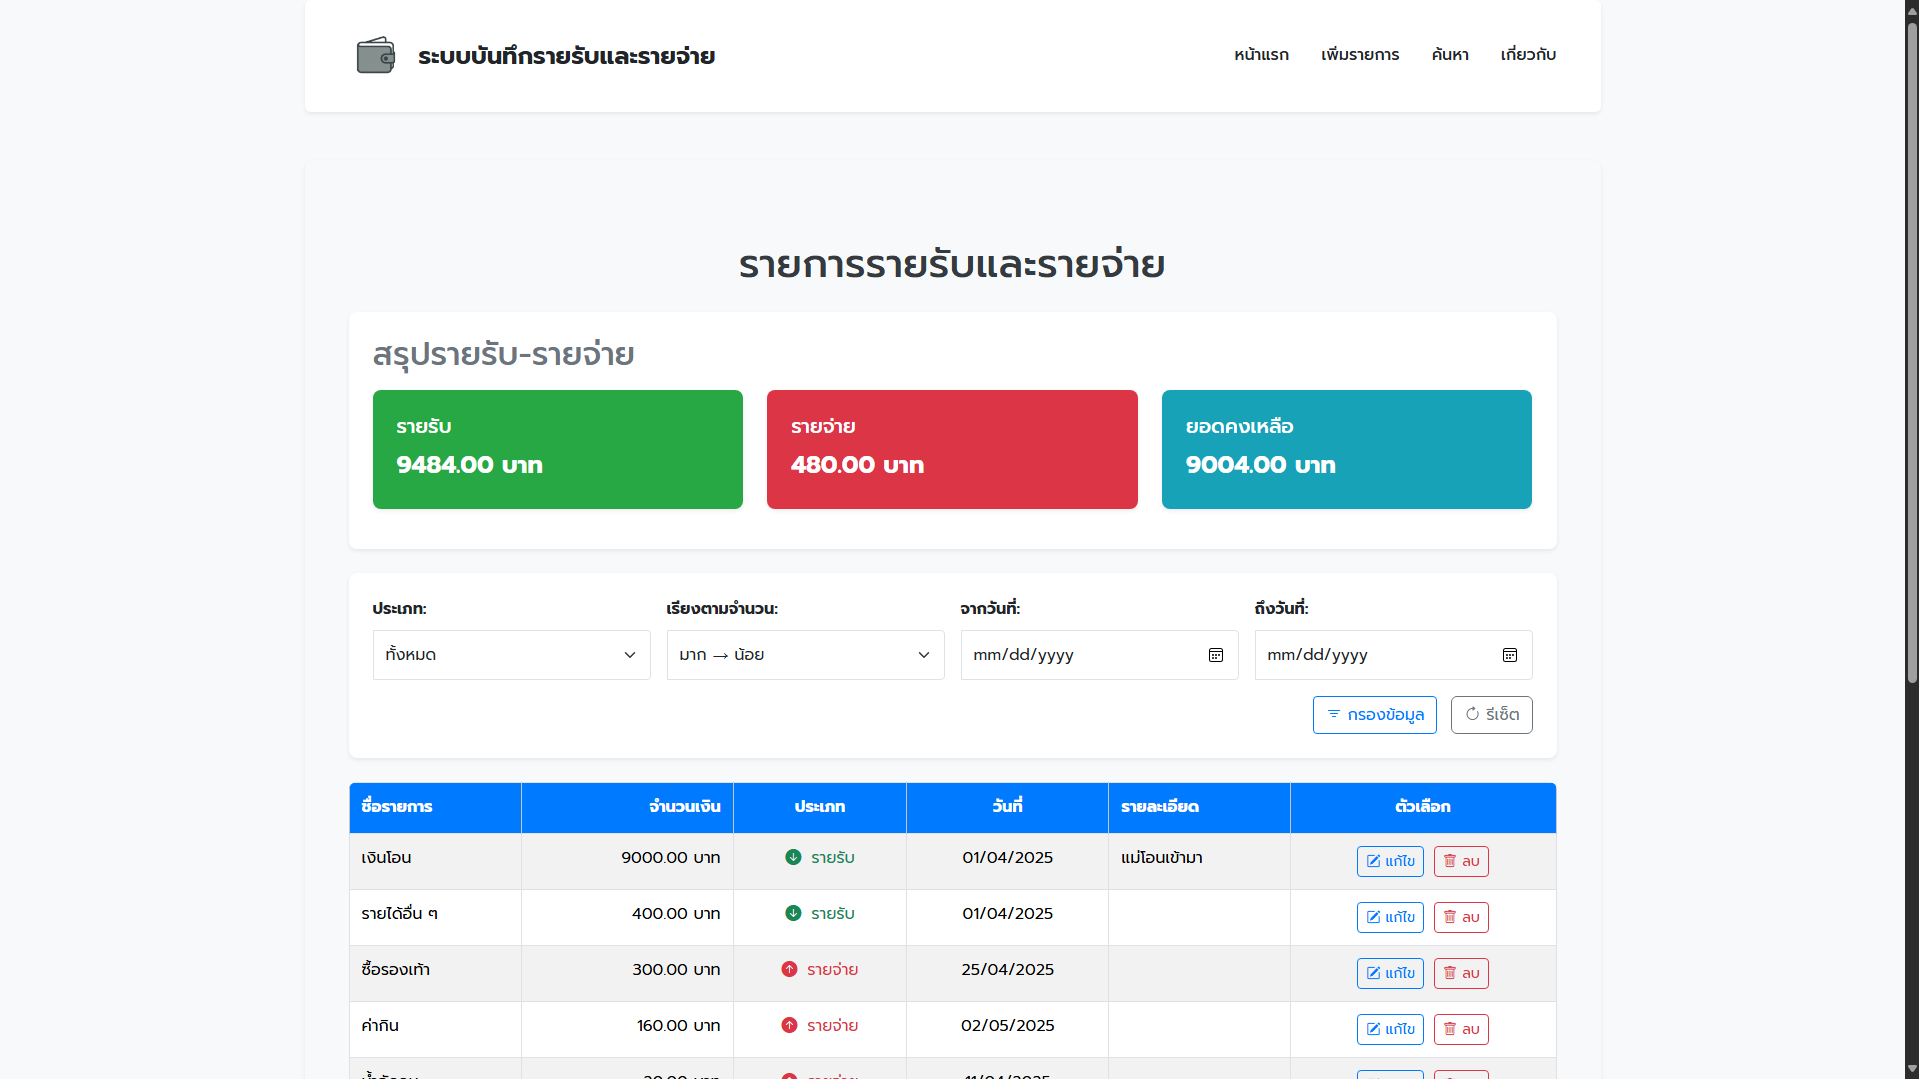 ระบบบันทึกรายรับและรายจ่าย
หน้าแรก เพิ่มรายการ ค้นหา เกี่ยวกับ
รายการรายรับและรายจ่าย
สรุปรายรับ-รายจ่าย
รายรับ รายจ่าย ยอดคงเหลือ
9484.00 บาท 480.00 บาท 9004.00 บาท
ประเภท: เรียงตามจำนวน: จากวันที่: ถึงวันที่:
ทั้งหมด มาก → น้อย mm/dd/yyyy mm/dd/yyyy
กรองข้อมูล รีเซ็ต
ชื่อรายการ จำนวนเงิน ประเภท วันที่ รายละเอียด ตัวเลือก
เงินโอน 9000.00 บาท รายรับ 01/04/2025 แม่โอนเข้ามา แก้ไข ลบ
รายได้อื่น ๆ 400.00 บาท รายรับ 01/04/2025 แก้ไข ลบ
ซื้อรองเท้า 300.00 บาท รายจ่าย 25/04/2025 แก้ไข ลบ
ค่ากิน 160.00 บาท รายจ่าย 02/05/2025 แก้ไข ลบ